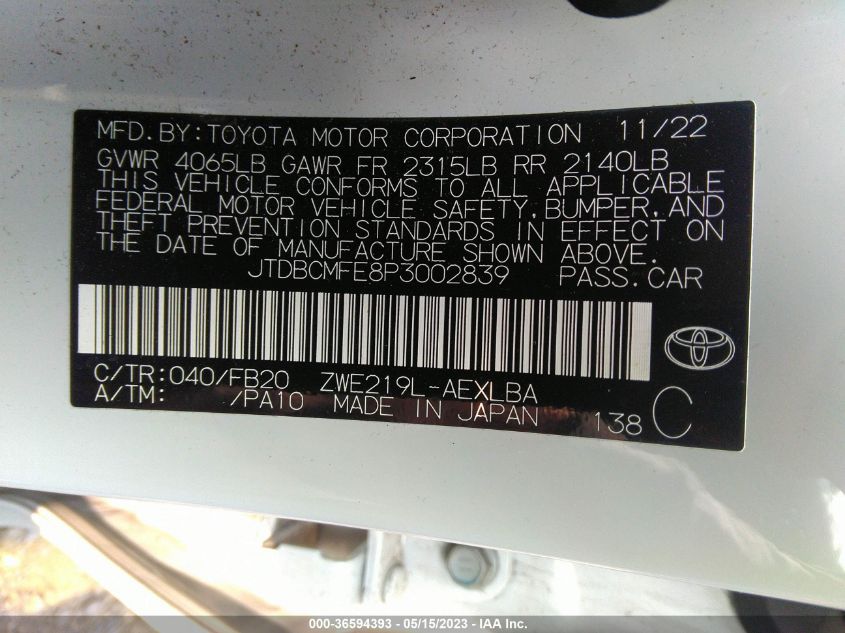 MFD.BY:TOYOTA MOTOR CORPORATION 11/22
GVWR 4065LB GAWR FR 2315LB RR 2140LB
THIS VEHICLE CONFORMS TO ALL APPLICABLE
FEDERAL MOTOR VEHICLE SAFETY,BUMPER,AND
THEFT PREVENTION STANDARDS IN EFFECT ON
THE DATE OF MANUFACTURE SHOWN ABOVE.
JTDBCMFE8P3002839 PASS.CAR
C/TR:040/FB20 ZWE219L-AEXLBA
A/TM: /PA10 MADE IN JAPAN 138 C
000-36594393 - 05/15/2023 - IAA Inc.